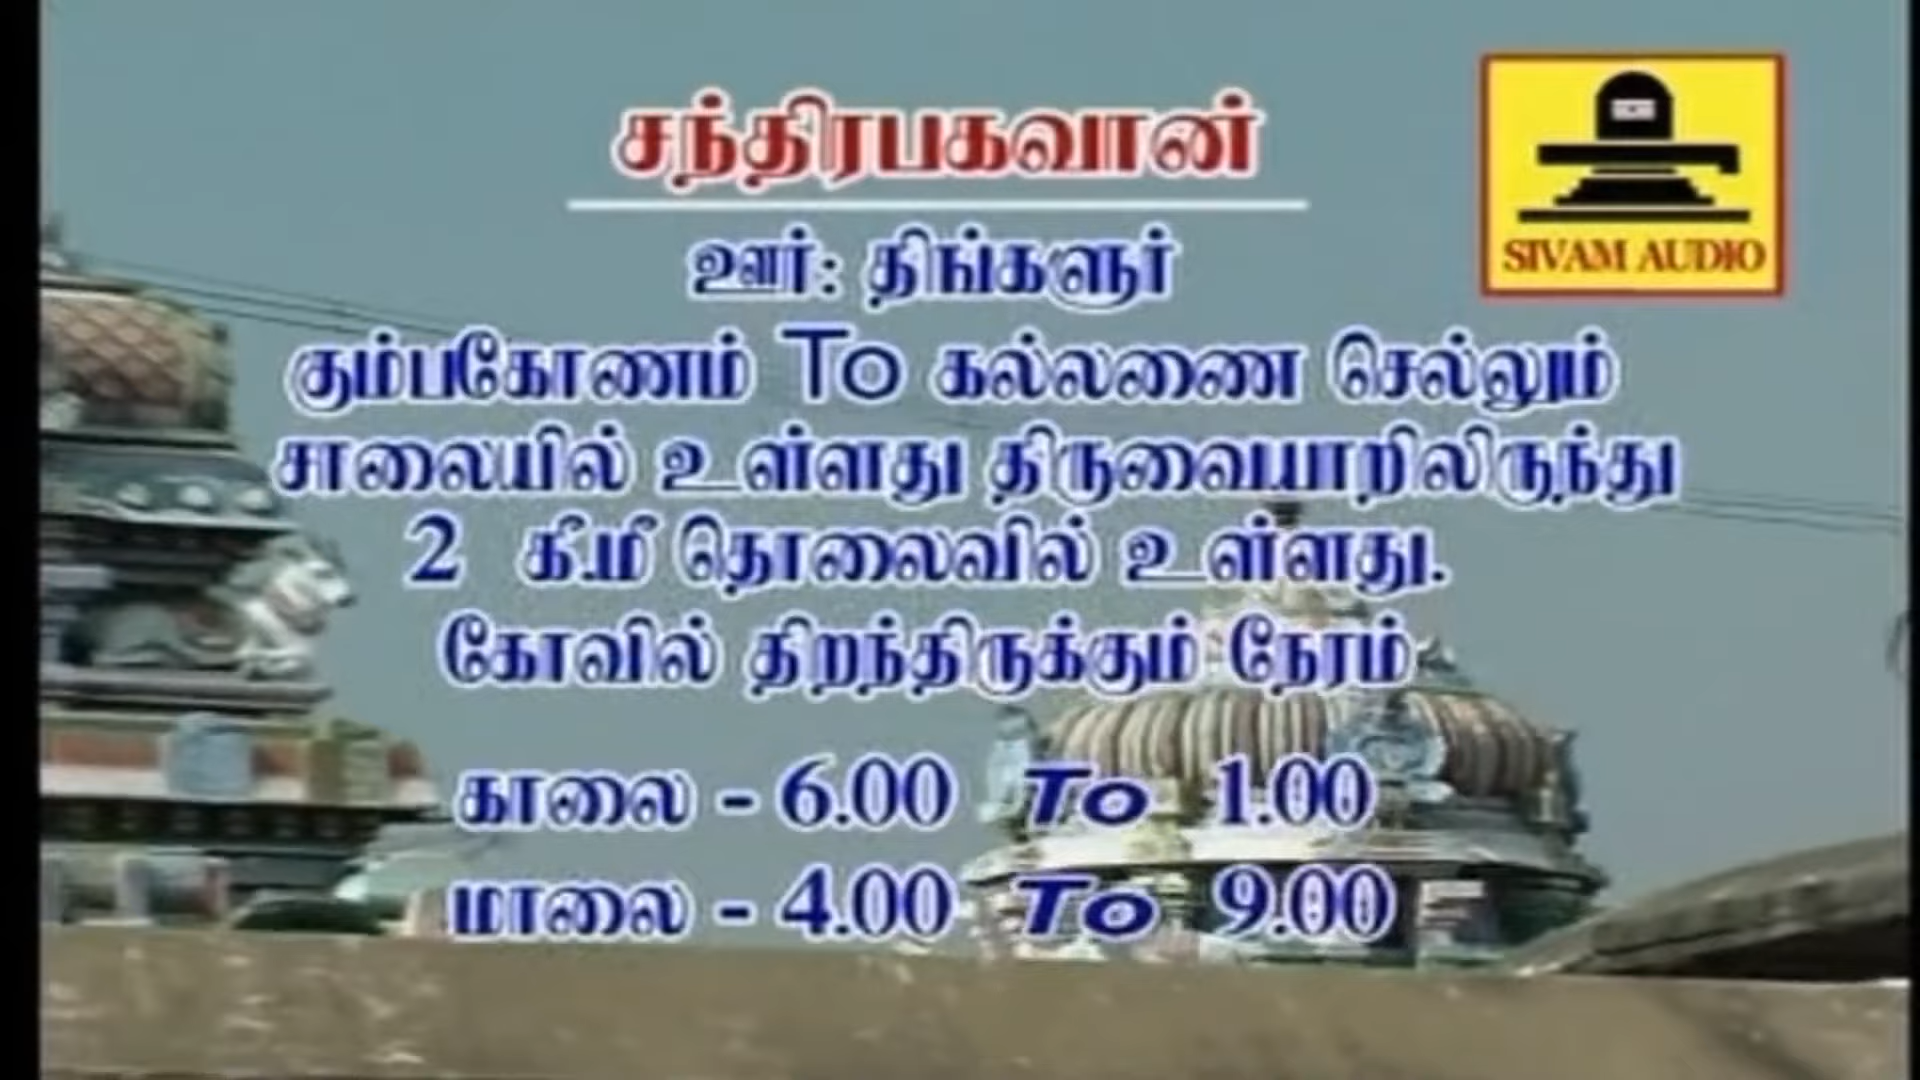 சந்திரபகவான்
SIVAM AUDIO
ஊர்: திங்களுர்
கும்பகோணம் To கல்லணை செல்லும்
சாலையில் உள்ளது திருவையாறிலிருந்து
2 கீ.மீ தொலைவில் உள்ளது.
கோவில் திறந்திருக்கும் நேரம்
காலை - 6.00 To 1.00
மாலை - 4.00 To 9.00